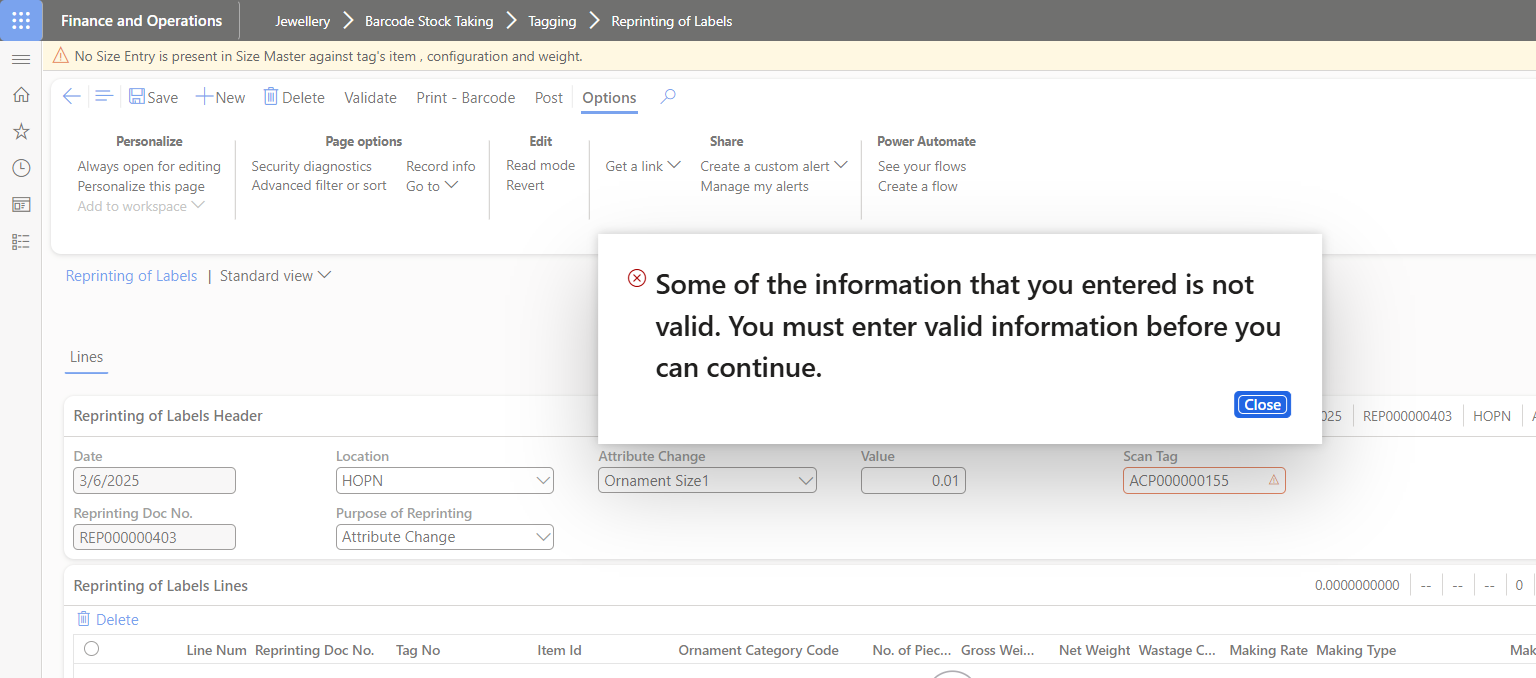 Finance and Operations
Jewellery Barcode Stock Taking Tagging Reprinting of Labels
No Size Entry is present in Size Master against tag's item , configuration and weight.
Save New Delete Validate Print - Barcode Post Options
Personalize Page options Edit Share Power Automate
Always open for editing Security diagnostics Record info Read mode Get a link Create a custom alert See your flows
Personalize this page Advanced filter or sort Go to Revert Manage my alerts Create a flow
Add to workspace
Reprinting of Labels | Standard view
Some of the information that you entered is not
valid. You must enter valid information before you
can continue.
Close
Lines
Reprinting of Labels Header 025 REP000000403 HOPN
Date Location Attribute Change Value Scan Tag
3/6/2025 HOPN Ornament Size1 0.01 ACP000000155
Reprinting Doc No. Purpose of Reprinting
REP000000403 Attribute Change
Reprinting of Labels Lines 0.0000000000 -- -- -- 0
Delete
Line Num Reprinting Doc No. Tag No Item Id Ornament Category Code No. of Piec... Gross Wei... Net Weight Wastage C... Making Rate Making Type Mak